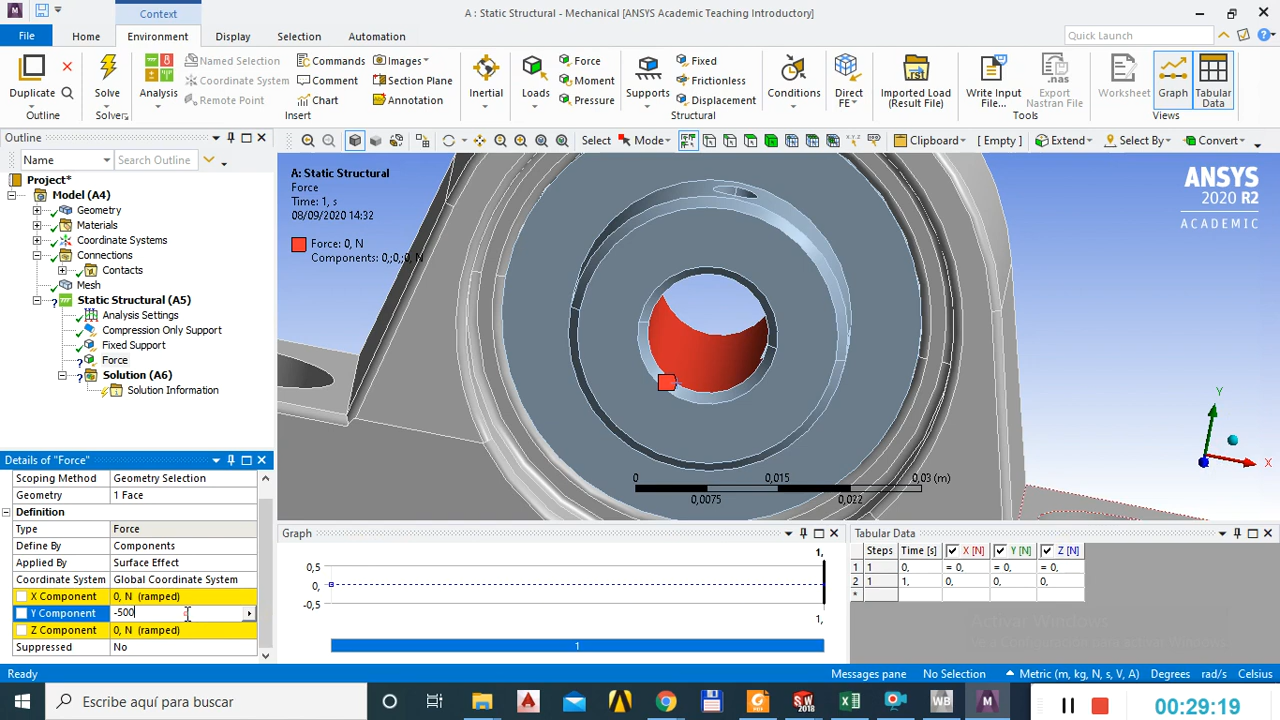 A : Static Structural - Mechanical [ANSYS Academic Teaching Introductory]
Context
File Home Environment Display Selection Automation
Quick Launch
Duplicate
Outline
Solve
Solver
Analysis
Named Selection
Coordinate System
Remote Point
Commands
Comment
Chart
Images
Section Plane
Annotation
Insert
Inertial
Loads
Force
Moment
Pressure
Supports
Fixed
Frictionless
Displacement
Structural
Conditions
Direct FE
Imported Load (Result File)
Write Input File...
Export Nastran File
Tools
Worksheet
Graph
Tabular Data
Views
Outline
Name
Search Outline
Project*
Model (A4)
Geometry
Materials
Coordinate Systems
Connections
Contacts
Mesh
Static Structural (A5)
Analysis Settings
Compression Only Support
Fixed Support
Force
Solution (A6)
Solution Information
Select Mode Clipboard [ Empty ] Extend Select By Convert
A: Static Structural
Force
Time: 1, s
08/09/2020 14:32
Force: 0, N
Components: 0,;0,;0, N
ANSYS
2020 R2
ACADEMIC
Y
X
0 0,015 0,03 (m)
0,0075 0,022
Details of "Force"
Scoping Method Geometry Selection
Geometry 1 Face
Definition
Type Force
Define By Components
Applied By Surface Effect
Coordinate System Global Coordinate System
X Component 0, N (ramped)
Y Component -500
Z Component 0, N (ramped)
Suppressed No
Graph
1,
0,5
0,
-0,5
1,
1
Tabular Data
Steps Time [s] X [N] Y [N] Z [N]
1 1 0, = 0, = 0, = 0,
2 1 1, 0, 0, 0,
*
Activar Windows
Ready
Messages pane No Selection Metric (m, kg, N, s, V, A) Degrees rad/s Celsius
Escribe aquí para buscar
00:29:19